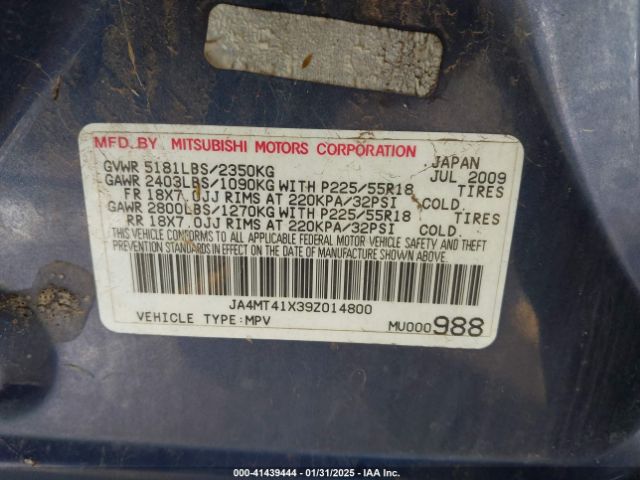 MFD.BY MITSUBISHI MOTORS CORPORATION
JAPAN
GVWR 5181LBS/2350KG JUL 2009
GAWR 2403LBS/1090KG WITH P225/55R18 TIRES
FR 18X7.0JJ RIMS AT 220KPA/32PSI COLD.
GAWR 2800LBS/1270KG WITH P225/55R18 TIRES
RR 18X7.0JJ RIMS AT 220KPA/32PSI COLD.
THIS VEHICLE CONFORMS TO ALL APPLICABLE FEDERAL MOTOR VEHICLE SAFETY AND THEFT
PREVENTION STANDARDS IN EFFECT ON THE DATE OF MANUFACTURE SHOWN ABOVE.
JA4MT41X39Z014800
VEHICLE TYPE:MPV MU000988
000-41439444 - 01/31/2025 - IAA Inc.